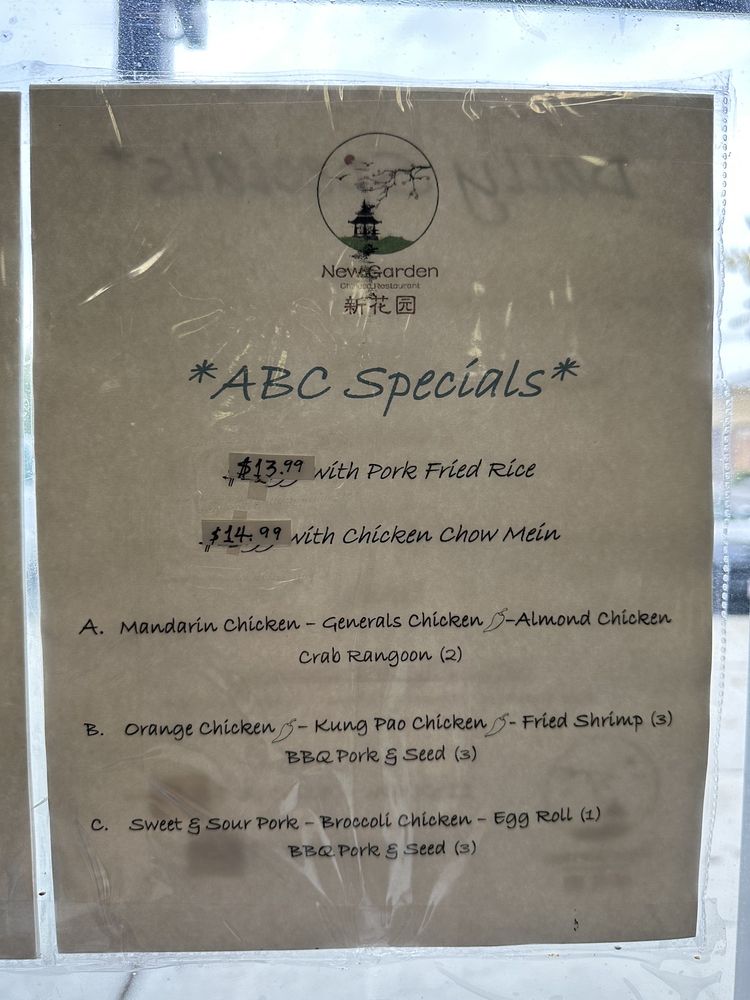 New Garden
Chinese Restaurant
新花园
*ABC Specials*
$13.99 with Pork Fried Rice
$14.99 with Chicken Chow Mein
A. Mandarin Chicken - Generals Chicken -Almond Chicken
Crab Rangoon (2)
B. Orange Chicken - Kung Pao Chicken - Fried Shrimp (3)
BBQ Pork & Seed (3)
C. Sweet & Sour Pork - Broccoli Chicken - Egg Roll (1)
BBQ Pork & Seed (3)